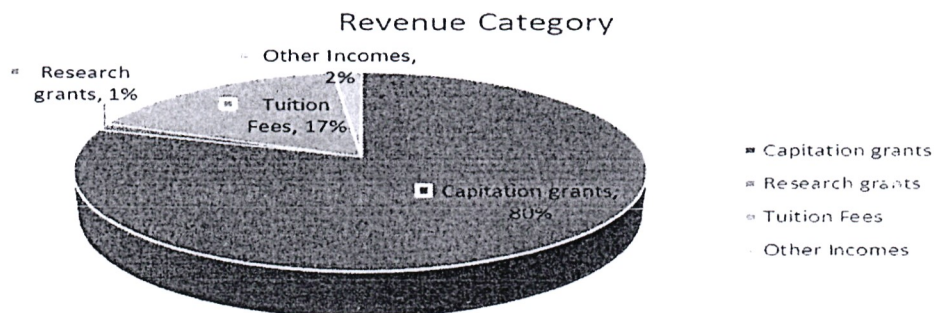 Revenue Category
Other Incomes,
2%
Research
grants, 1%
Tuition
Fees, 17%
Capitation grants,
80%
Capitation grants
Research grants
Tuition Fees
Other Incomes